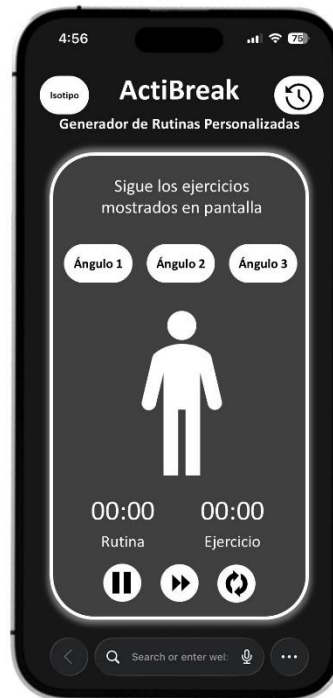 4:56
75
Isotipo
ActiBreak
Generador de Rutinas Personalizadas
Sigue los ejercicios
mostrados en pantalla
Ángulo 1 Ángulo 2 Ángulo 3
00:00 00:00
Rutina Ejercicio
Search or enter web